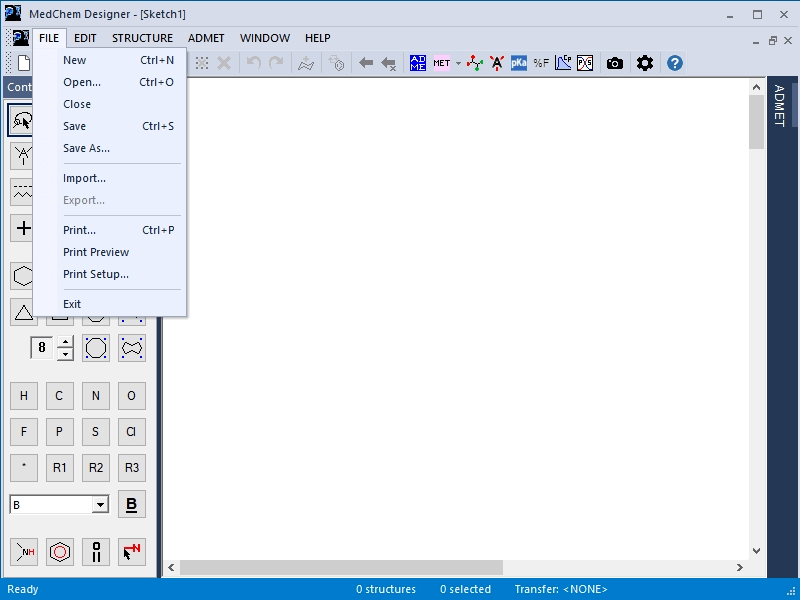 MedChem Designer - [Sketch1]
FILE EDIT STRUCTURE ADMET WINDOW HELP
New Ctrl+N
Open... Ctrl+O
Close
Save Ctrl+S
Save As...
Import...
Export...
Print... Ctrl+P
Print Preview
Print Setup...
Exit
AD
ME
MET
pKa
%F
Cont
ADMET
8
H C N O
F P S Cl
* R1 R2 R3
B B
NH
N
Ready 0 structures 0 selected Transfer: <NONE>